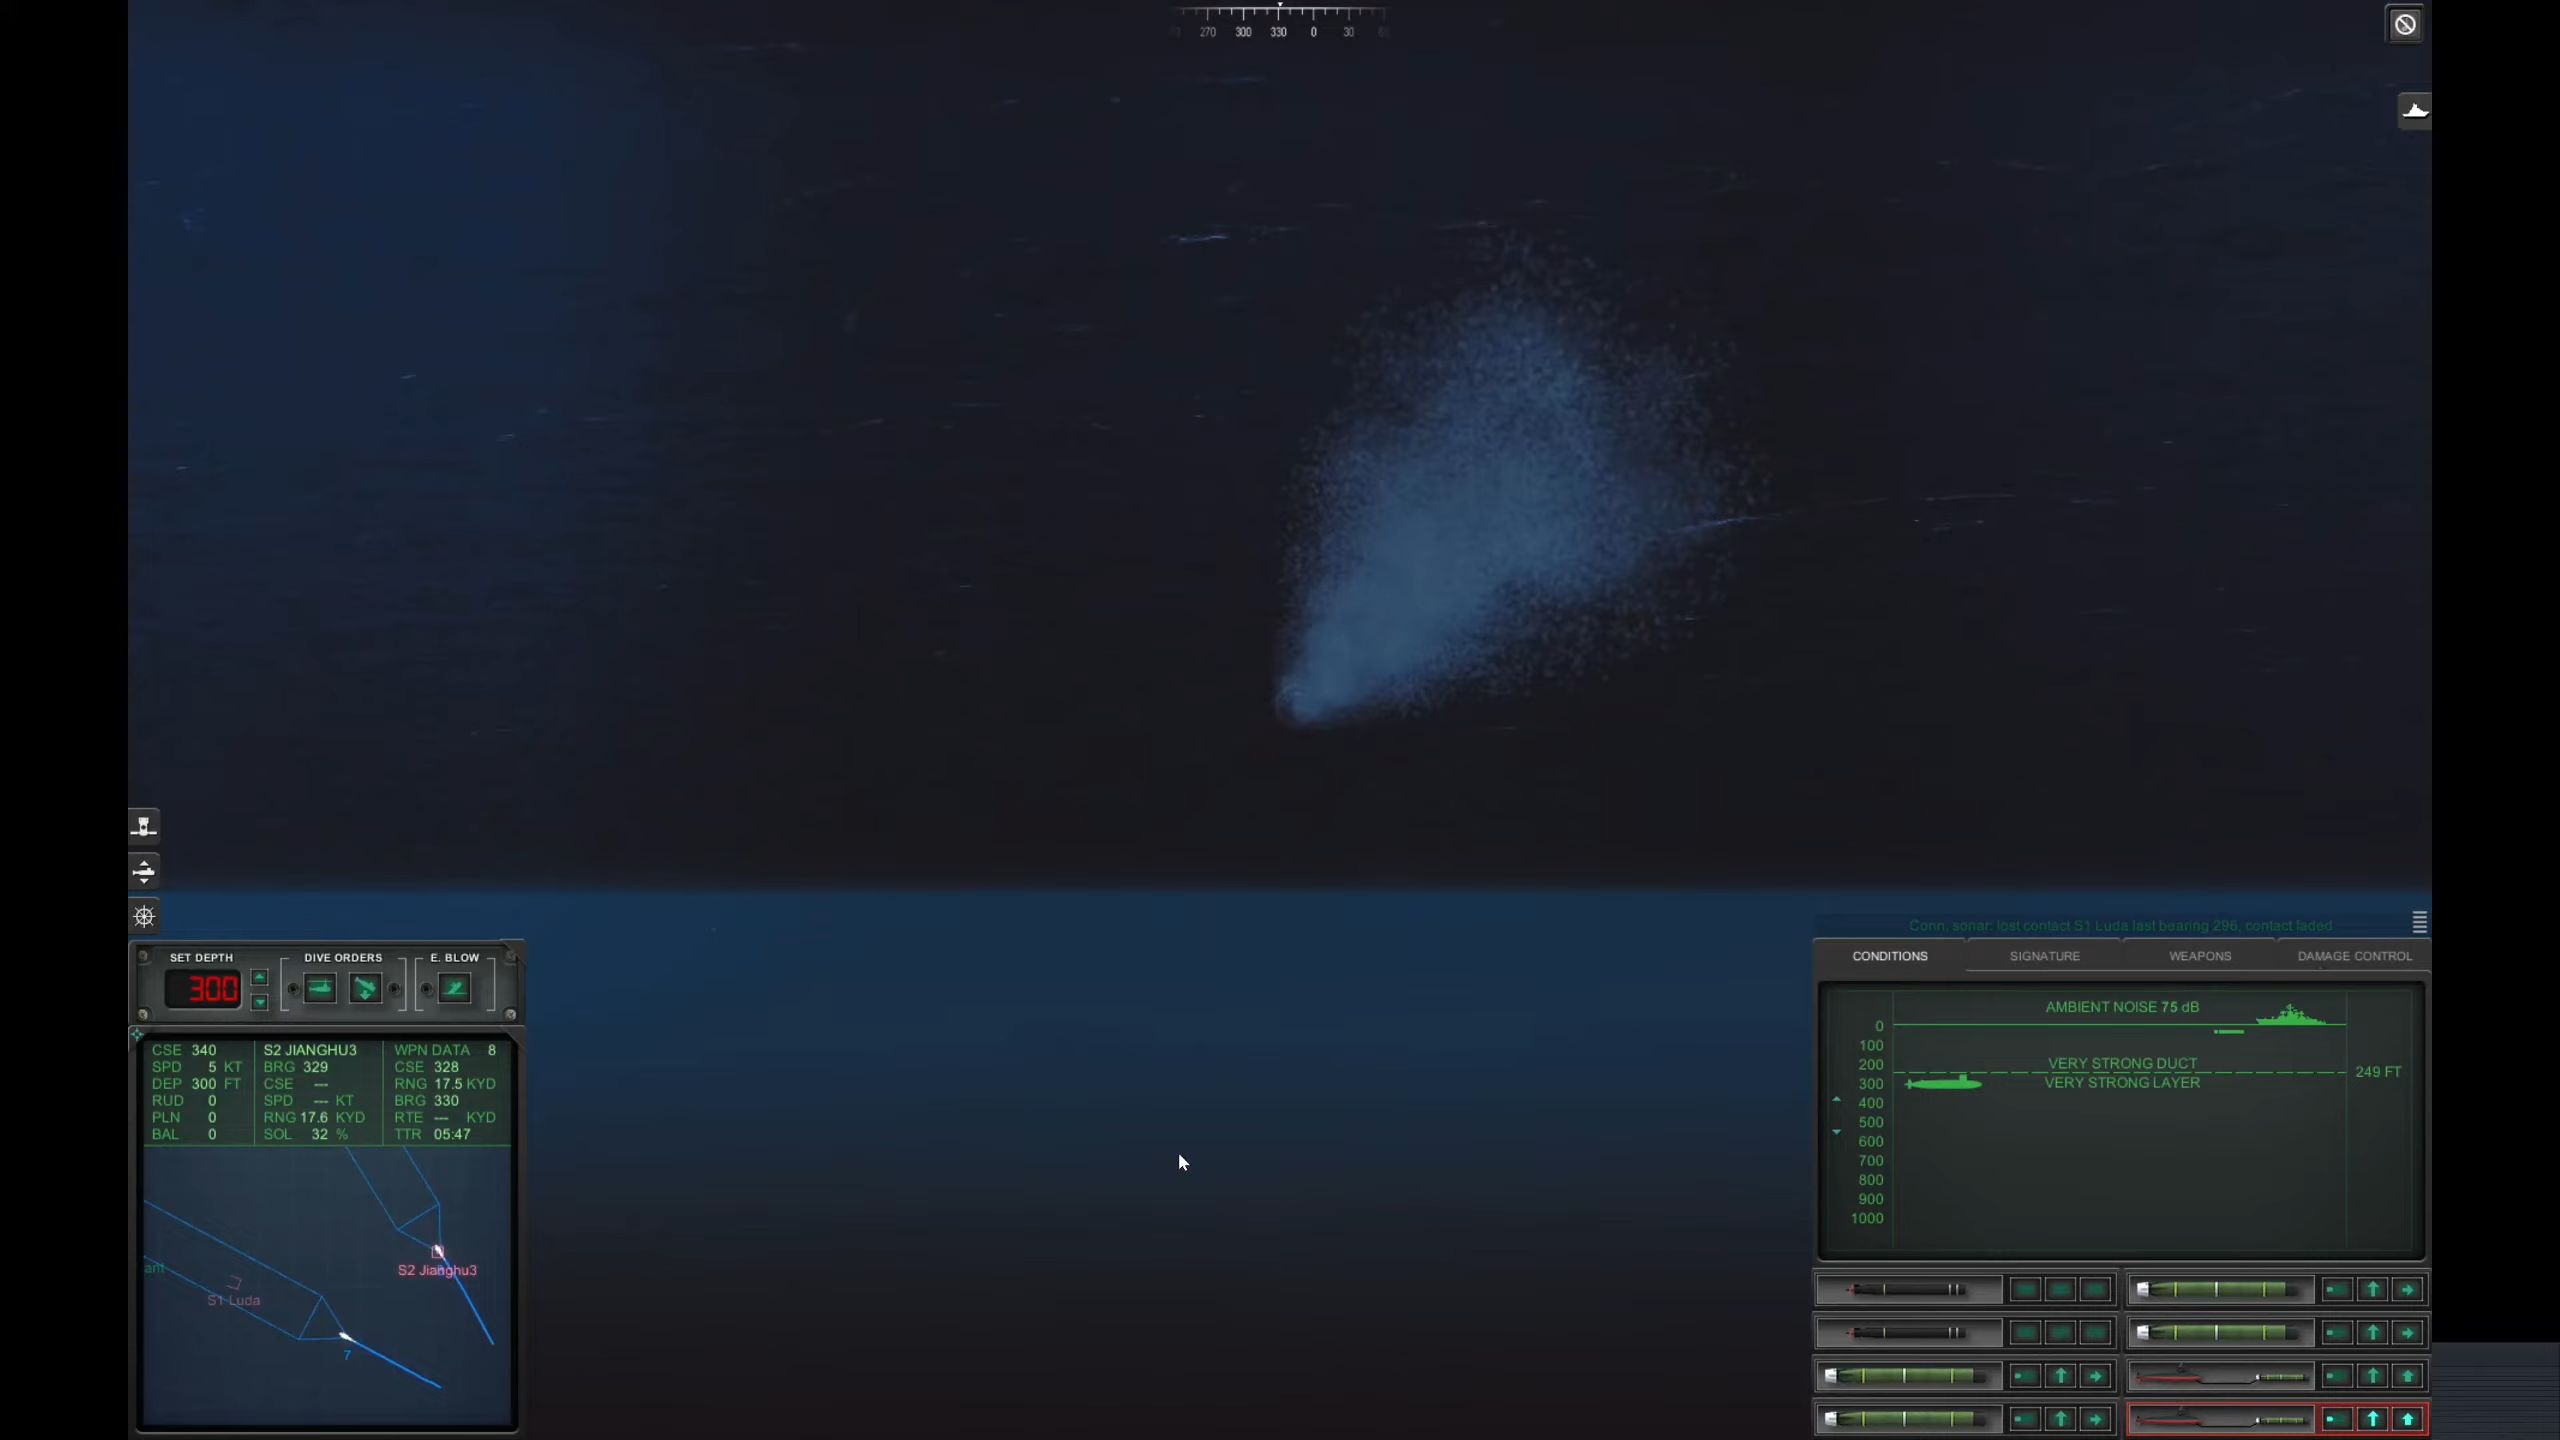 270 300 330 0 30
Conn, sonar: lost contact S1 Luda last bearing 296, contact faded
SET DEPTH
DIVE ORDERS
E. BLOW
300
CONDITIONS
SIGNATURE
WEAPONS
DAMAGE CONTROL
CSE 340
SPD 5 KT
DEP 300 FT
RUD 0
PLN 0
BAL 0
S2 JIANGHU3
BRG 329
CSE ---
SPD --- KT
RNG 17.6 KYD
SOL 32 %
WPN DATA 8
CSE 328
RNG 17.5 KYD
BRG 330
RTE --- KYD
TTR 05:47
ant
S1 Luda
S2 Jianghu3
7
AMBIENT NOISE 75 dB
VERY STRONG DUCT
VERY STRONG LAYER
249 FT
0
100
200
300
400
500
600
700
800
900
1000